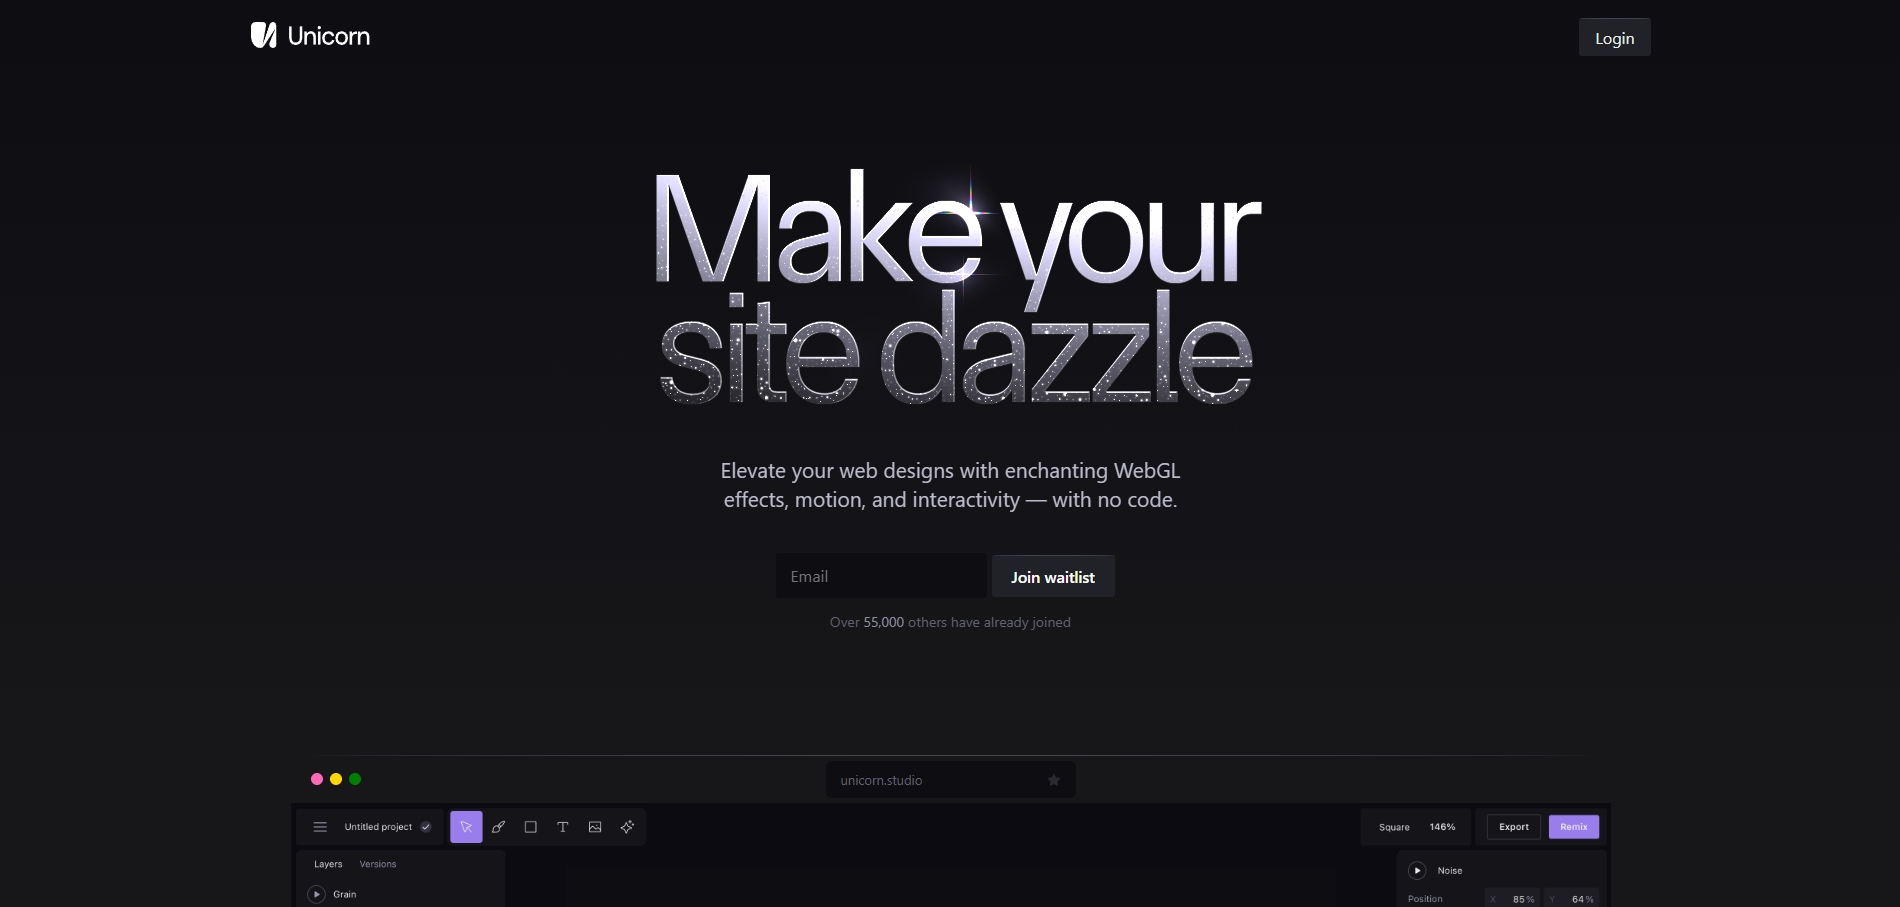 Unicorn
Login
Make your
site dazzle
Elevate your web designs with enchanting WebGL
effects, motion, and interactivity — with no code.
Email
Join waitlist
Over 55,000 others have already joined
unicorn.studio
Untitled project
T
Square 146%
Export
Remix
Layers Versions
Grain
Noise
Position X 85% Y 64%